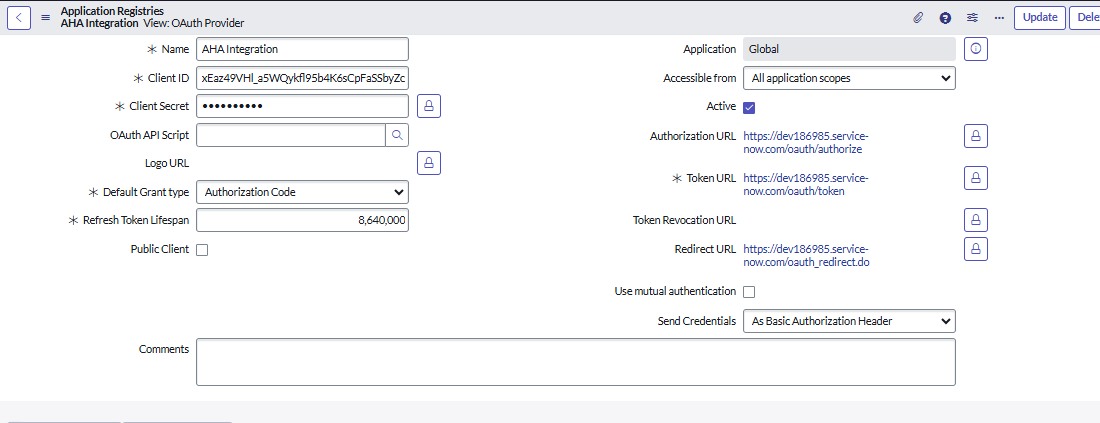 Application Registries
AHA Integration View: OAuth Provider
Update
Dele
Name
AHA Integration
Client ID
xEaz49VHl_a5WQykfl95b4K6sCpFaSSbyZc
Client Secret
••••••••••
OAuth API Script
Logo URL
Default Grant type
Authorization Code
Refresh Token Lifespan
8,640,000
Public Client
Application
Global
Accessible from
All application scopes
Active
Authorization URL
https://dev186985.service-
now.com/oauth/authorize
Token URL
https://dev186985.service-
now.com/oauth/token
Token Revocation URL
Redirect URL
https://dev186985.service-
now.com/oauth_redirect.do
Use mutual authentication
Send Credentials
As Basic Authorization Header
Comments